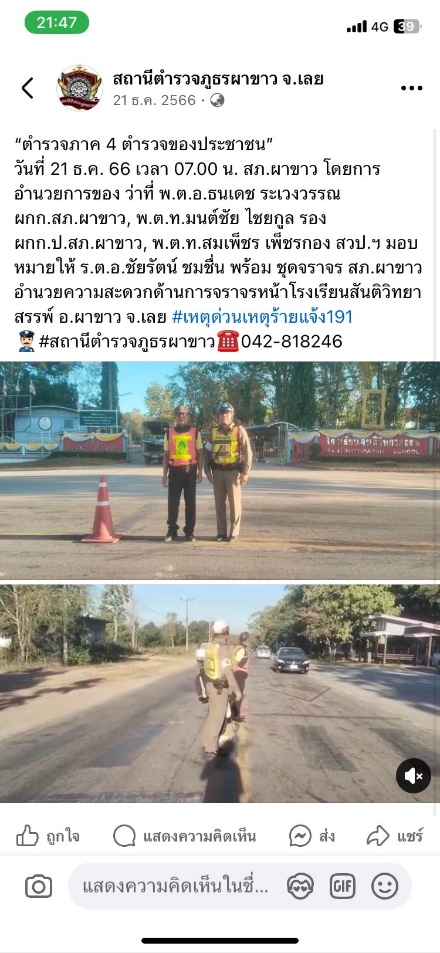 21:47
4G
39
สถานีตำรวจภูธรผาขาว จ.เลย
21 ธ.ค. 2566
“ตำรวจภาค 4 ตำรวจของประชาชน”
วันที่ 21 ธ.ค. 66 เวลา 07.00 น. สภ.ผาขาว โดยการ
อำนวยการของ ว่าที่ พ.ต.อ.ธนเดช ระเวงวรรณ
ผกก.สภ.ผาขาว, พ.ต.ท.มนต์ชัย ไชยกูล รอง
ผกก.ป.สภ.ผาขาว, พ.ต.ท.สมเพ็ชร เพ็ชรกอง สวป.ฯ มอบ
หมายให้ ร.ต.อ.ชัยรัตน์ ชมชื่น พร้อม ชุดจราจร สภ.ผาขาว
อำนวยความสะดวกด้านการจราจรหน้าโรงเรียนสันติวิทยา
สรรพ์ อ.ผาขาว จ.เลย #เหตุด่วนเหตุร้ายแจ้ง191
#สถานีตำรวจภูธรผาขาว 042-818246
ถูกใจ
แสดงความคิดเห็น
ส่ง
แชร์
แสดงความคิดเห็นในชื่...
GIF